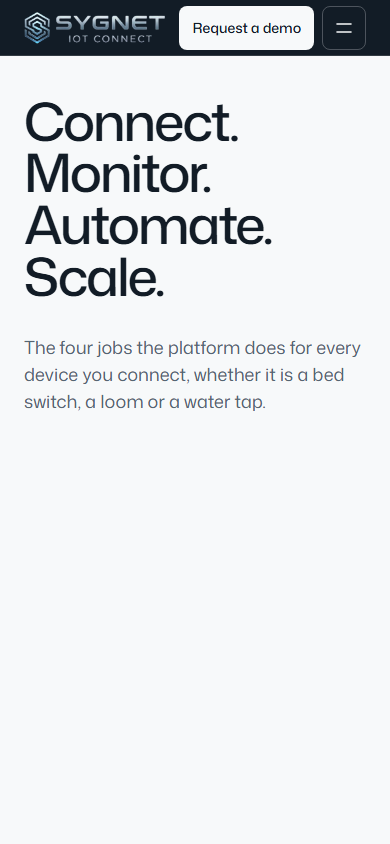 SYGNET
IOT CONNECT
Request a demo
Connect.
Monitor.
Automate.
Scale.
The four jobs the platform does for every
device you connect, whether it is a bed
switch, a loom or a water tap.